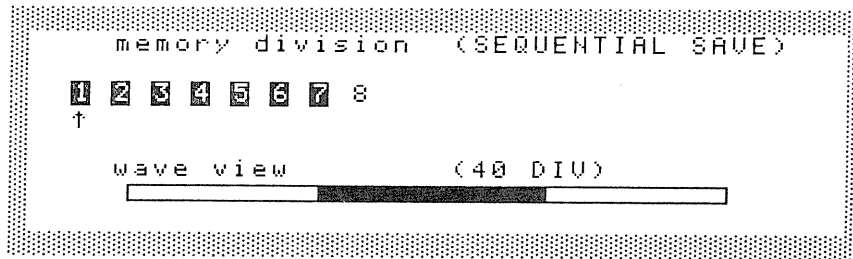 memory division (SEQUENTIAL SAVE)
1 2 3 4 5 6 7 8
↑
wave view (40 DIV)